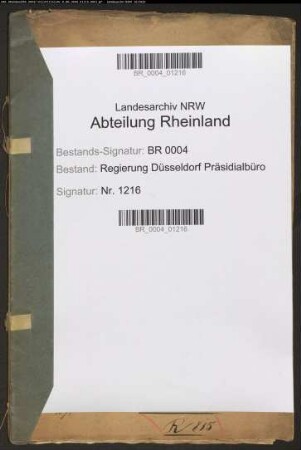 BR_0004_01216
Landesarchiv NRW
Abteilung Rheinland
Bestands-Signatur: BR 0004
Bestand: Regierung Düsseldorf Präsidialbüro
Signatur: Nr. 1216
BR_0004_01216